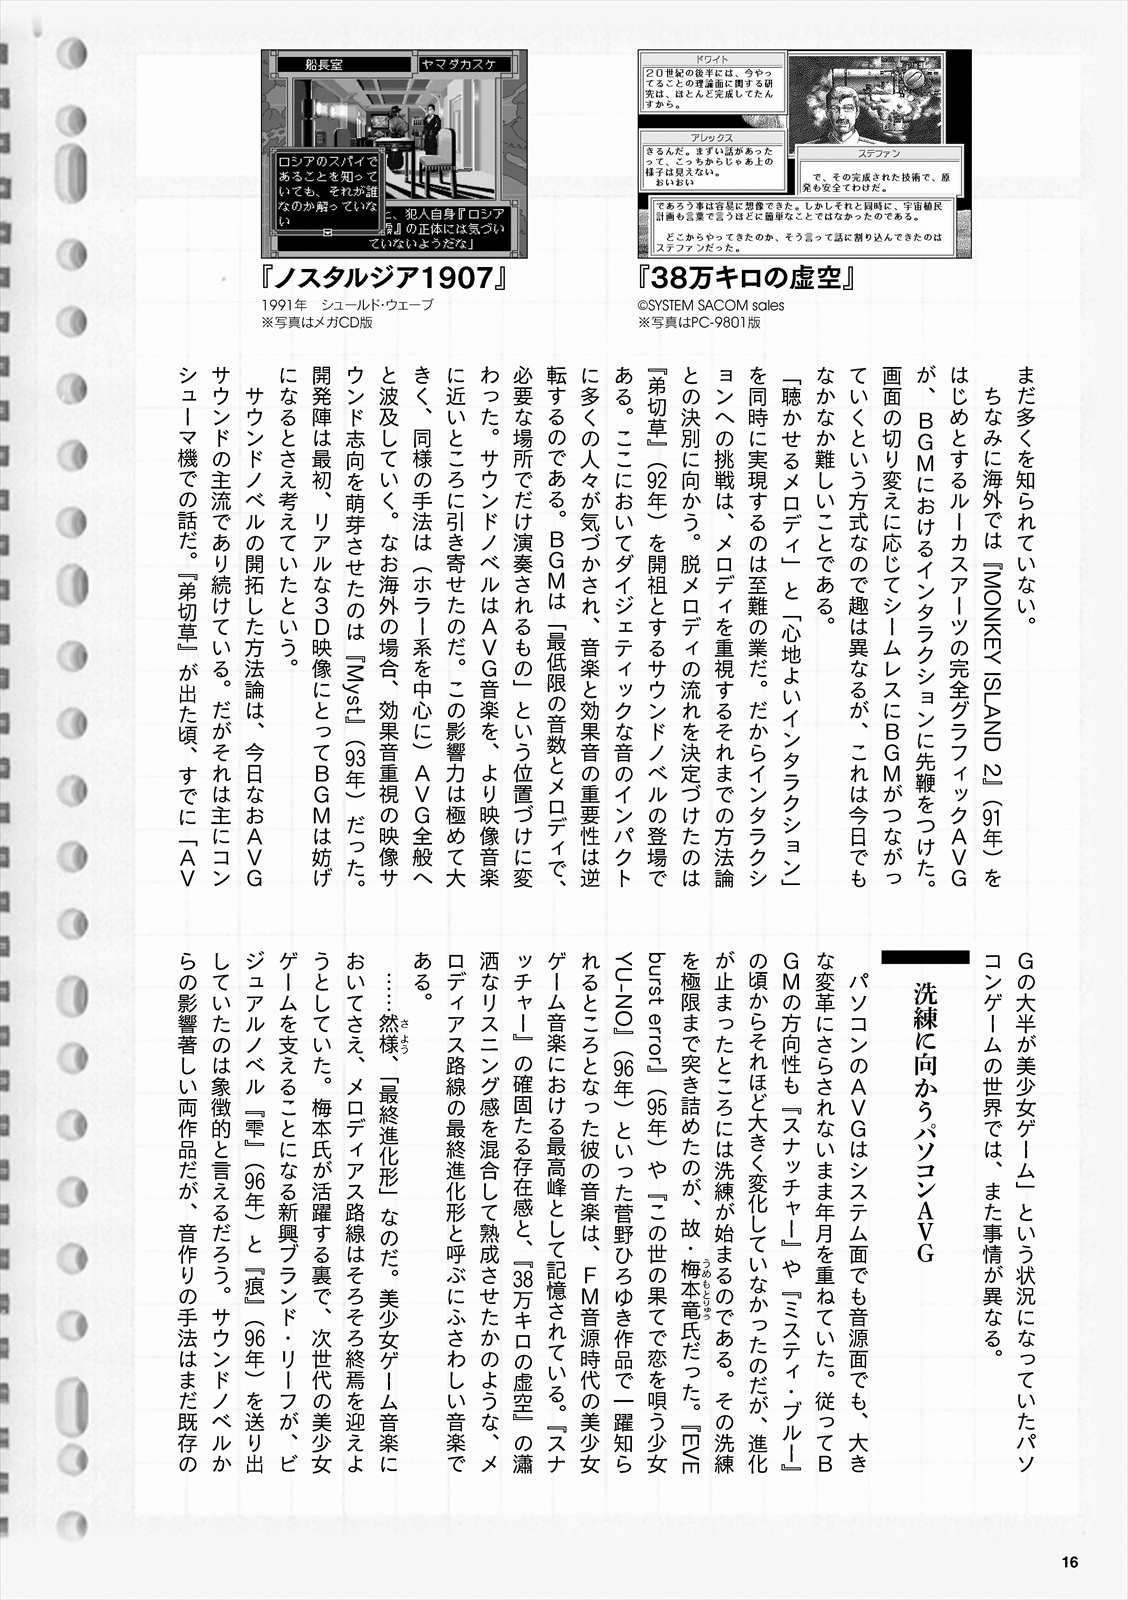 ドワイト
２０世紀の後半には、今やっ
てることの理論面に関する研
究は、ほとんど完成してたん
すから。
アレックス
きるんだ。まずい話があったか
って、こっちからじゃあ上の
様子は見えない。
おいおい
ステファン
で、その完成された技術で、原
発も安全てわけだ。
であろう事は容易に想像できた。しかしそれと同時に、宇宙植民
計画も言葉で言うほどに簡単なことではなかったのである。
どこからやってきたのか、そう言って話に割り込んできたのは
ステファンだった。
『38万キロの虚空』
©SYSTEM SACOM sales
※写真はPC-9801版
船長室
ヤマダカスケ
ロシアのスパイで
あることを知って
いても、それが誰
なのか解っていな
い
、犯人自身『ロシア
』の正体には気づい
ていないようだな」
『ノスタルジア1907』
1991年　シュールド・ウェーブ
※写真はメガCD版
まだ多くを知られていない。
ちなみに海外では『MONKEY ISLAND 2』（91年）を
はじめとするルーカスアーツの完全グラフィックＡＶＧ
が、ＢＧＭにおけるインタラクションに先鞭をつけた。
画面の切り変えに応じてシームレスにＢＧＭがつながっ
ていくという方式なので趣は異なるが、これは今日でも
なかなか難しいことである。
「聴かせるメロディ」と「心地よいインタラクション」
を同時に実現するのは至難の業だ。だからインタラクシ
ョンへの挑戦は、メロディを重視するそれまでの方法論
との決別に向かう。脱メロディの流れを決定づけたのは
『弟切草』（92年）を開祖とするサウンドノベルの登場で
ある。ここにおいてダイジェティックな音のインパクト
に多くの人々が気づかされ、音楽と効果音の重要性は逆
転するのである。ＢＧＭは「最低限の音数とメロディで、
必要な場所でだけ演奏されるもの」という位置づけに変
わった。サウンドノベルはＡＶＧ音楽を、より映像音楽
に近いところに引き寄せたのだ。この影響力は極めて大
きく、同様の手法は（ホラー系を中心に）ＡＶＧ全般へ
と波及していく。なお海外の場合、効果音重視の映像サ
ウンド志向を萌芽させたのは『Myst』（93年）だった。
開発陣は最初、リアルな３Ｄ映像にとってＢＧＭは妨げ
になるとさえ考えていたという。
サウンドノベルの開拓した方法論は、今日なおＡＶＧ
サウンドの主流であり続けている。だがそれは主にコン
シューマ機での話だ。『弟切草』が出た頃、すでに「ＡＶ
Ｇの大半が美少女ゲーム」という状況になっていたパソ
コンゲームの世界では、また事情が異なる。
洗練に向かうパソコンＡＶＧ
パソコンのＡＶＧはシステム面でも音源面でも、大き
な変革にさらされないまま年月を重ねていた。従ってＢ
ＧＭの方向性も『スナッチャー』や『ミスティ・ブルー』
の頃からそれほど大きく変化していなかったのだが、進化
が止まったところには洗練が始まるのである。その洗練
を極限まで突き詰めたのが、故・梅本竜氏だった。『EVE
うめもとりゅう
burst error』（95年）や『この世の果てで恋を唄う少女
YU-NO』（96年）といった菅野ひろゆき作品で一躍知ら
れるところとなった彼の音楽は、ＦＭ音源時代の美少女
ゲーム音楽における最高峰として記憶されている。『スナ
ッチャー』の確固たる存在感と、『38万キロの虚空』の瀟
洒なリスニング感を混合して熟成させたかのような、メ
ロディアス路線の最終進化形と呼ぶにふさわしい音楽で
ある。
……然様、「最終進化形」なのだ。美少女ゲーム音楽に
さよう
おいてさえ、メロディアス路線はそろそろ終焉を迎えよ
うとしていた。梅本氏が活躍する裏で、次世代の美少女
ゲームを支えることになる新興ブランド・リーフが、ビ
ジュアルノベル『雫』（96年）と『痕』（96年）を送り出
していたのは象徴的と言えるだろう。サウンドノベルか
らの影響著しい両作品だが、音作りの手法はまだ既存の
16